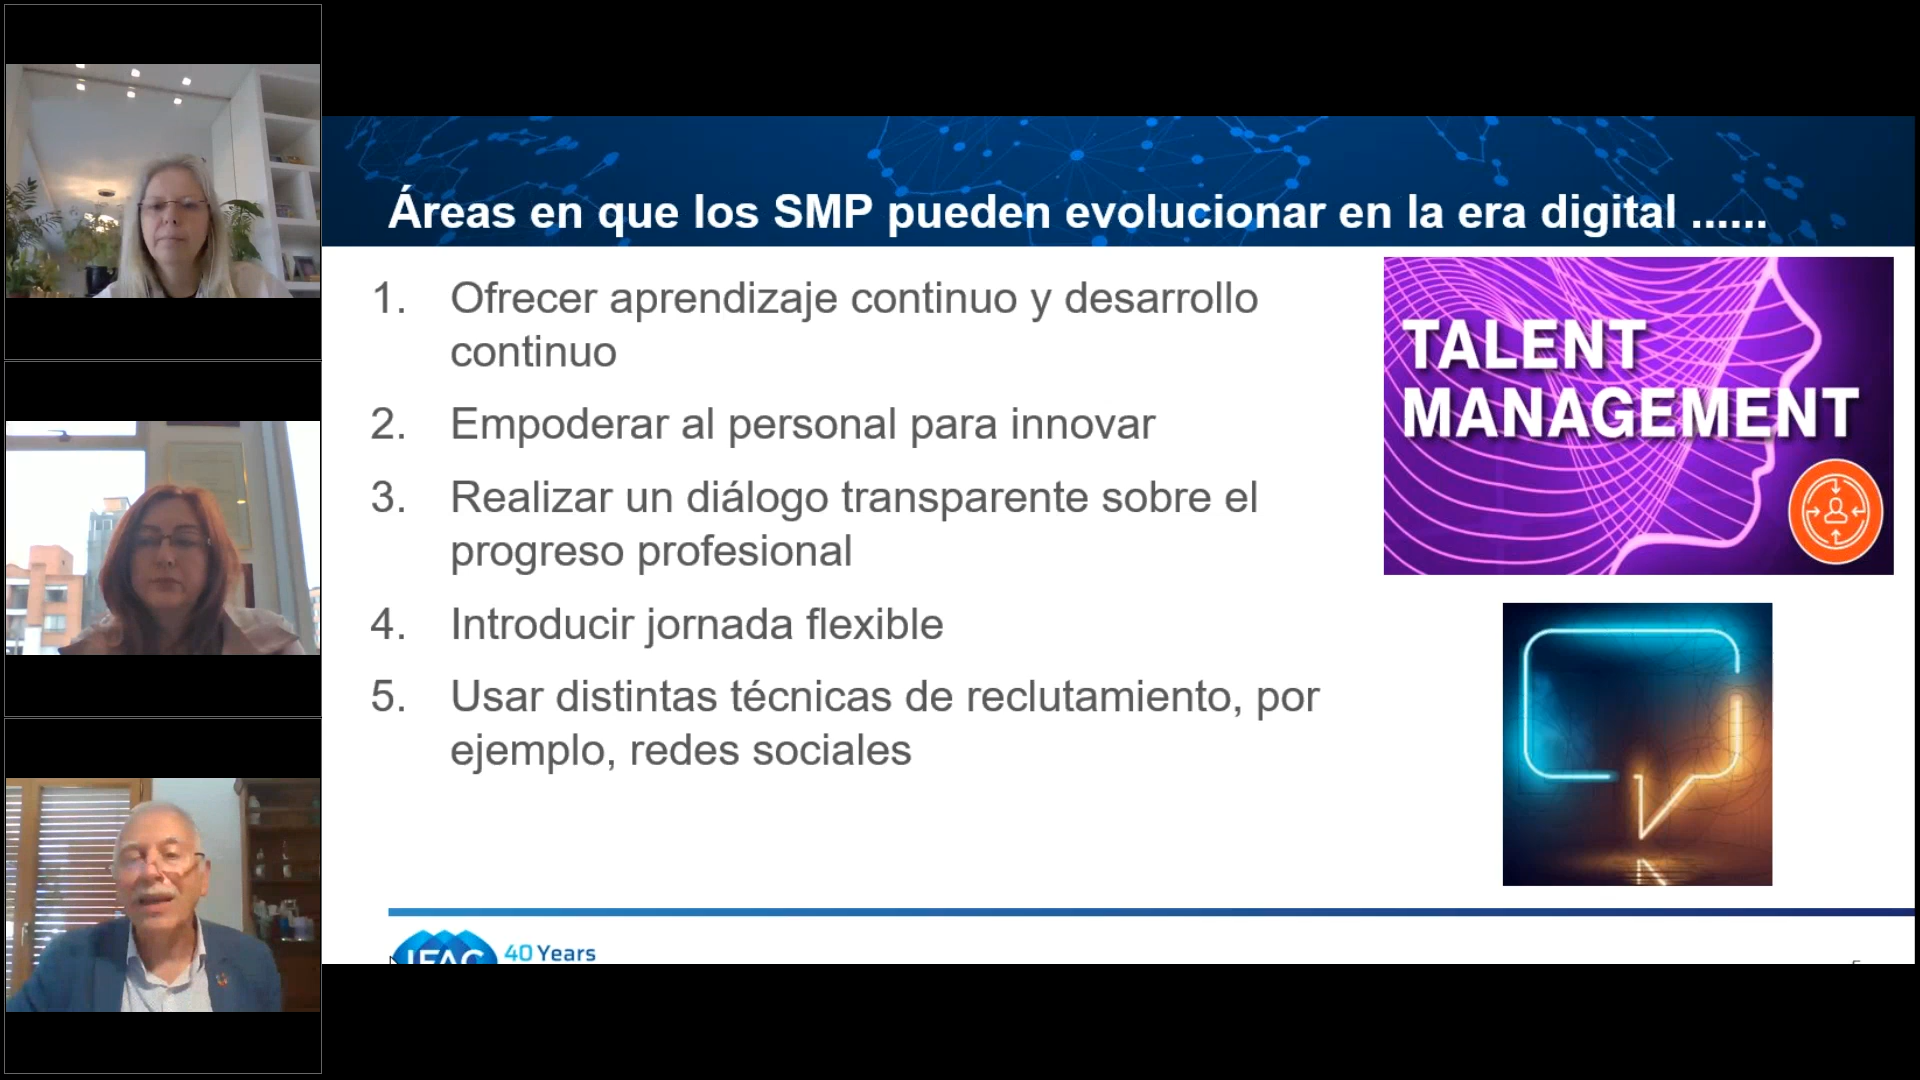 Áreas en que los SMP pueden evolucionar en la era digital ......
1. Ofrecer aprendizaje continuo y desarrollo
continuo
2. Empoderar al personal para innovar
3. Realizar un diálogo transparente sobre el
progreso profesional
4. Introducir jornada flexible
5. Usar distintas técnicas de reclutamiento, por
ejemplo, redes sociales
TALENT
MANAGEMENT
IFAC 40 Years